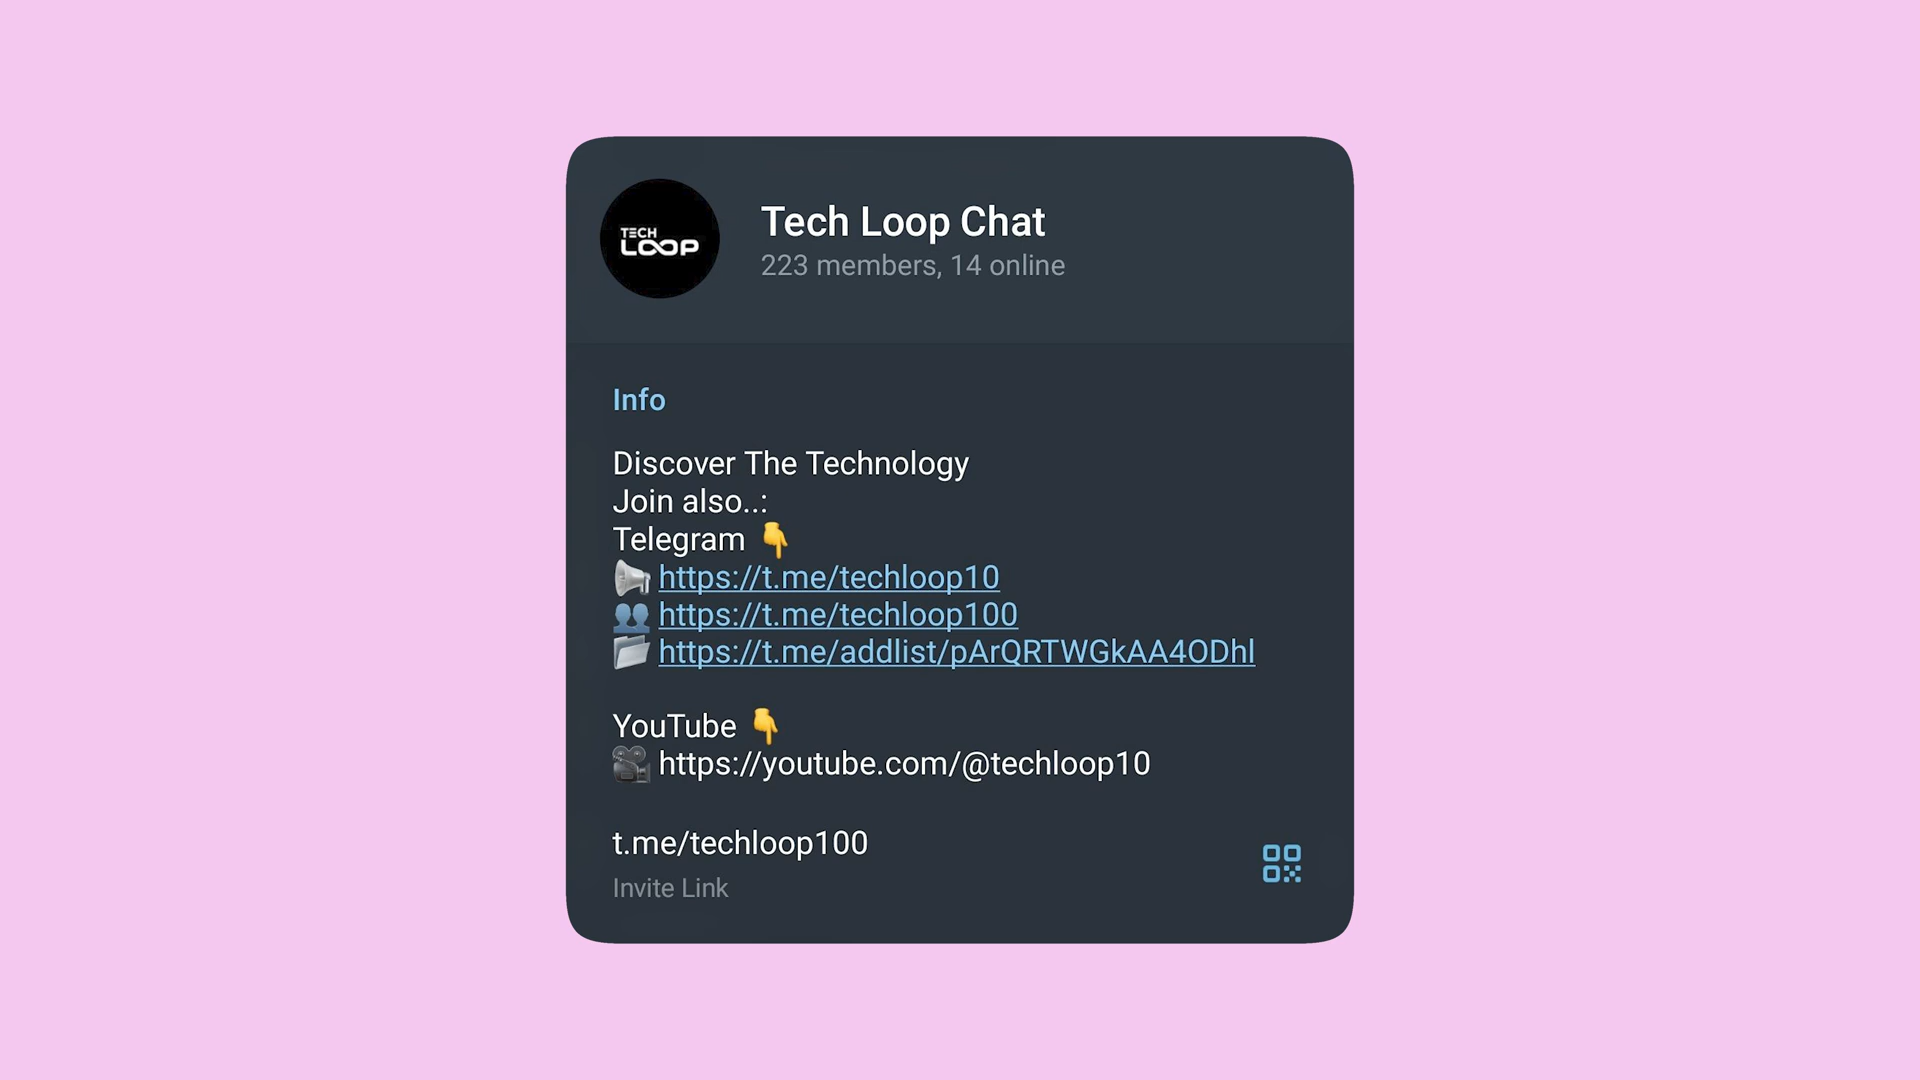 TECH
LOOP
Tech Loop Chat
223 members, 14 online
Info
Discover The Technology
Join also..:
Telegram 👇
📢 https://t.me/techloop10
👥 https://t.me/techloop100
📂 https://t.me/addlist/pArQRTWGkAA4ODhl
YouTube 👇
🎥 https://youtube.com/@techloop10
t.me/techloop100
Invite Link